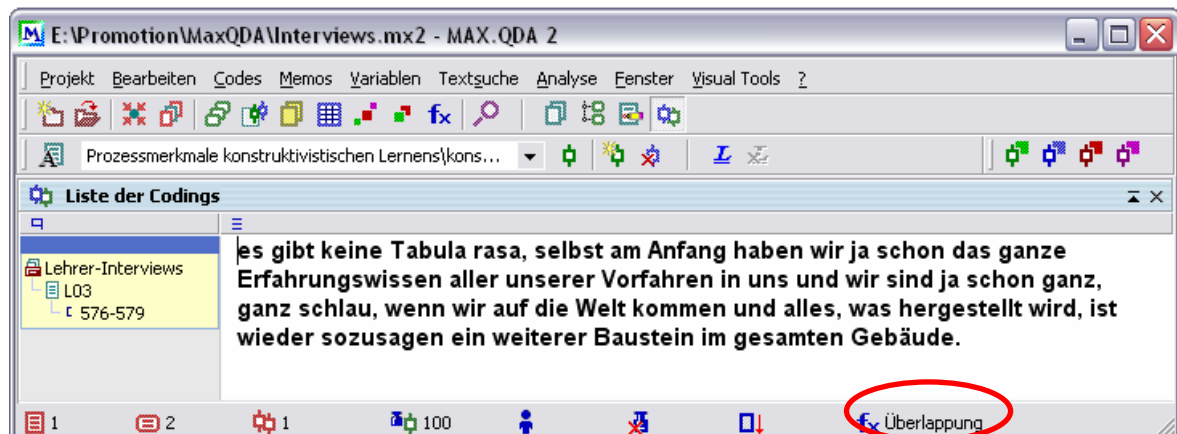 E:\Promotion\MaxQDA\Interviews.mx2 - MAX.QDA 2
Projekt Bearbeiten Codes Memos Variablen Textsuche Analyse Fenster Visual Tools ?
Prozessmerkmale konstruktivistischen Lernens\kons...
Liste der Codings
Lehrer-Interviews
L03
576-579
es gibt keine Tabula rasa, selbst am Anfang haben wir ja schon das ganze
Erfahrungswissen aller unserer Vorfahren in uns und wir sind ja schon ganz,
ganz schlau, wenn wir auf die Welt kommen und alles, was hergestellt wird, ist
wieder sozusagen ein weiterer Baustein im gesamten Gebäude.
1 2 1 100 fx Überlappung